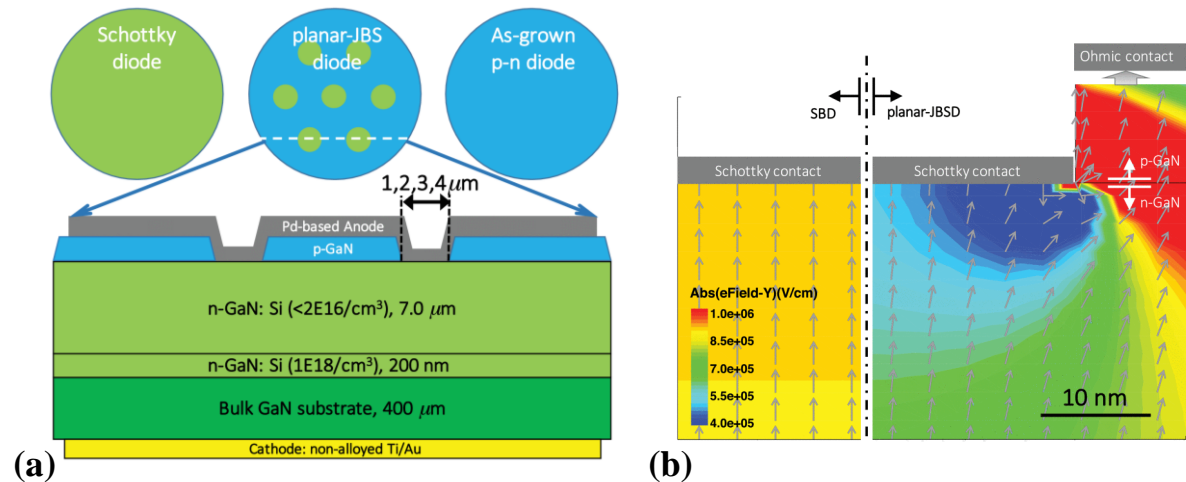 Schottky
diode
planar-JBS
diode
As-grown
p-n diode
1,2,3,4 μm
Pd-based Anode
p-GaN
n-GaN: Si (<2E16/cm³), 7.0 μm
n-GaN: Si (1E18/cm³), 200 nm
Bulk GaN substrate, 400 μm
Cathode: non-alloyed Ti/Au
(a)
Ohmic contact
SBD
planar-JBSD
Schottky contact
Schottky contact
p-GaN
n-GaN
Abs(eField-Y)(V/cm)
1.0e+06
8.5e+05
7.0e+05
5.5e+05
4.0e+05
10 nm
(b)